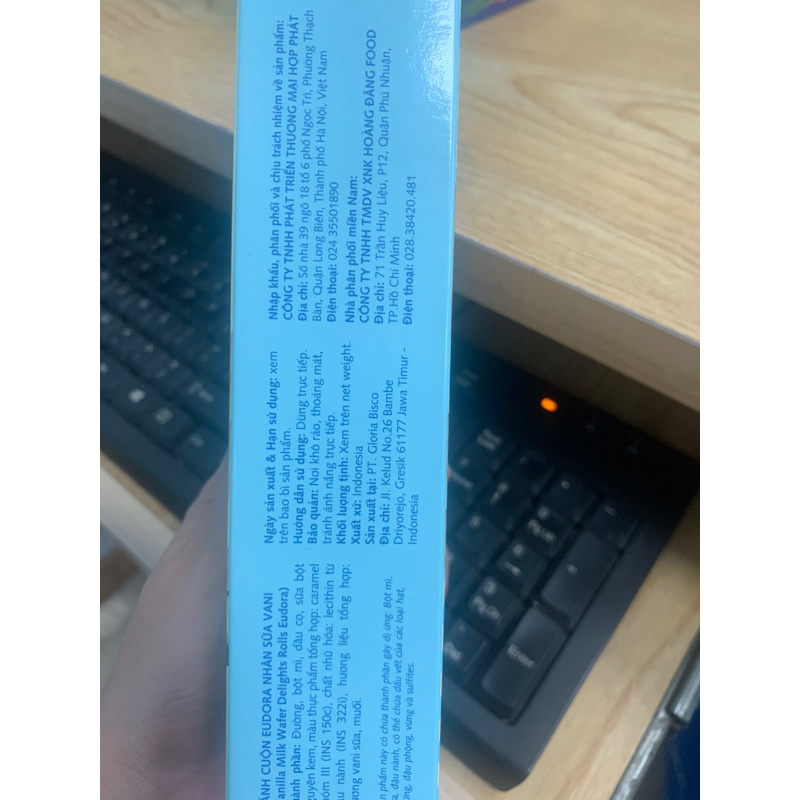 ÁNH CUỘN EUDORA NHÂN SỮA VANI
anilla Milk Wafer Delights Rolls Eudora)
hành phần: Đường, bột mì, dầu cọ, sữa bột
guyên kem, màu thực phẩm tổng hợp: caramel
hóm III (INS 150c), chất nhũ hóa: lecithin từ
u nành (INS 322i), hương liệu tổng hợp:
ương vani sữa, muối.
n phẩm này có chứa thành phần gây dị ứng: Bột mì,
a, đậu nành, có thể chứa dấu vết của các loại hạt,
ng, đậu phộng, vừng và sulfites.
Ngày sản xuất & Hạn sử dụng: xem
trên bao bì sản phẩm.
Hướng dẫn sử dụng: Dùng trực tiếp.
Bảo quản: Nơi khô ráo, thoáng mát,
tránh ánh nắng trực tiếp.
Khối lượng tịnh: Xem trên net weight.
Xuất xứ: Indonesia
Sản xuất tại: PT. Gloria Bisco
Địa chỉ: Jl. Kelud No.26 Bambe
Driyorejo, Gresik 61177 Jawa Timur -
Indonesia
Nhập khẩu, phân phối và chịu trách nhiệm về sản phẩm:
CÔNG TY TNHH PHÁT TRIỂN THƯƠNG MẠI HỢP PHÁT
Địa chỉ: Số nhà 39 ngõ 18 tổ 6 phố Ngọc Trì, Phường Thạch
Bàn, Quận Long Biên, Thành phố Hà Nội, Việt Nam
Điện thoại: 024 35501890
Nhà phân phối miền Nam:
CÔNG TY TNHH TMDV XNK HOÀNG ĐĂNG FOOD
Địa chỉ: 71 Trần Huy Liệu, P12, Quận Phú Nhuận,
TP.Hồ Chí Minh
Điện thoại: 028.38420.481
Enter